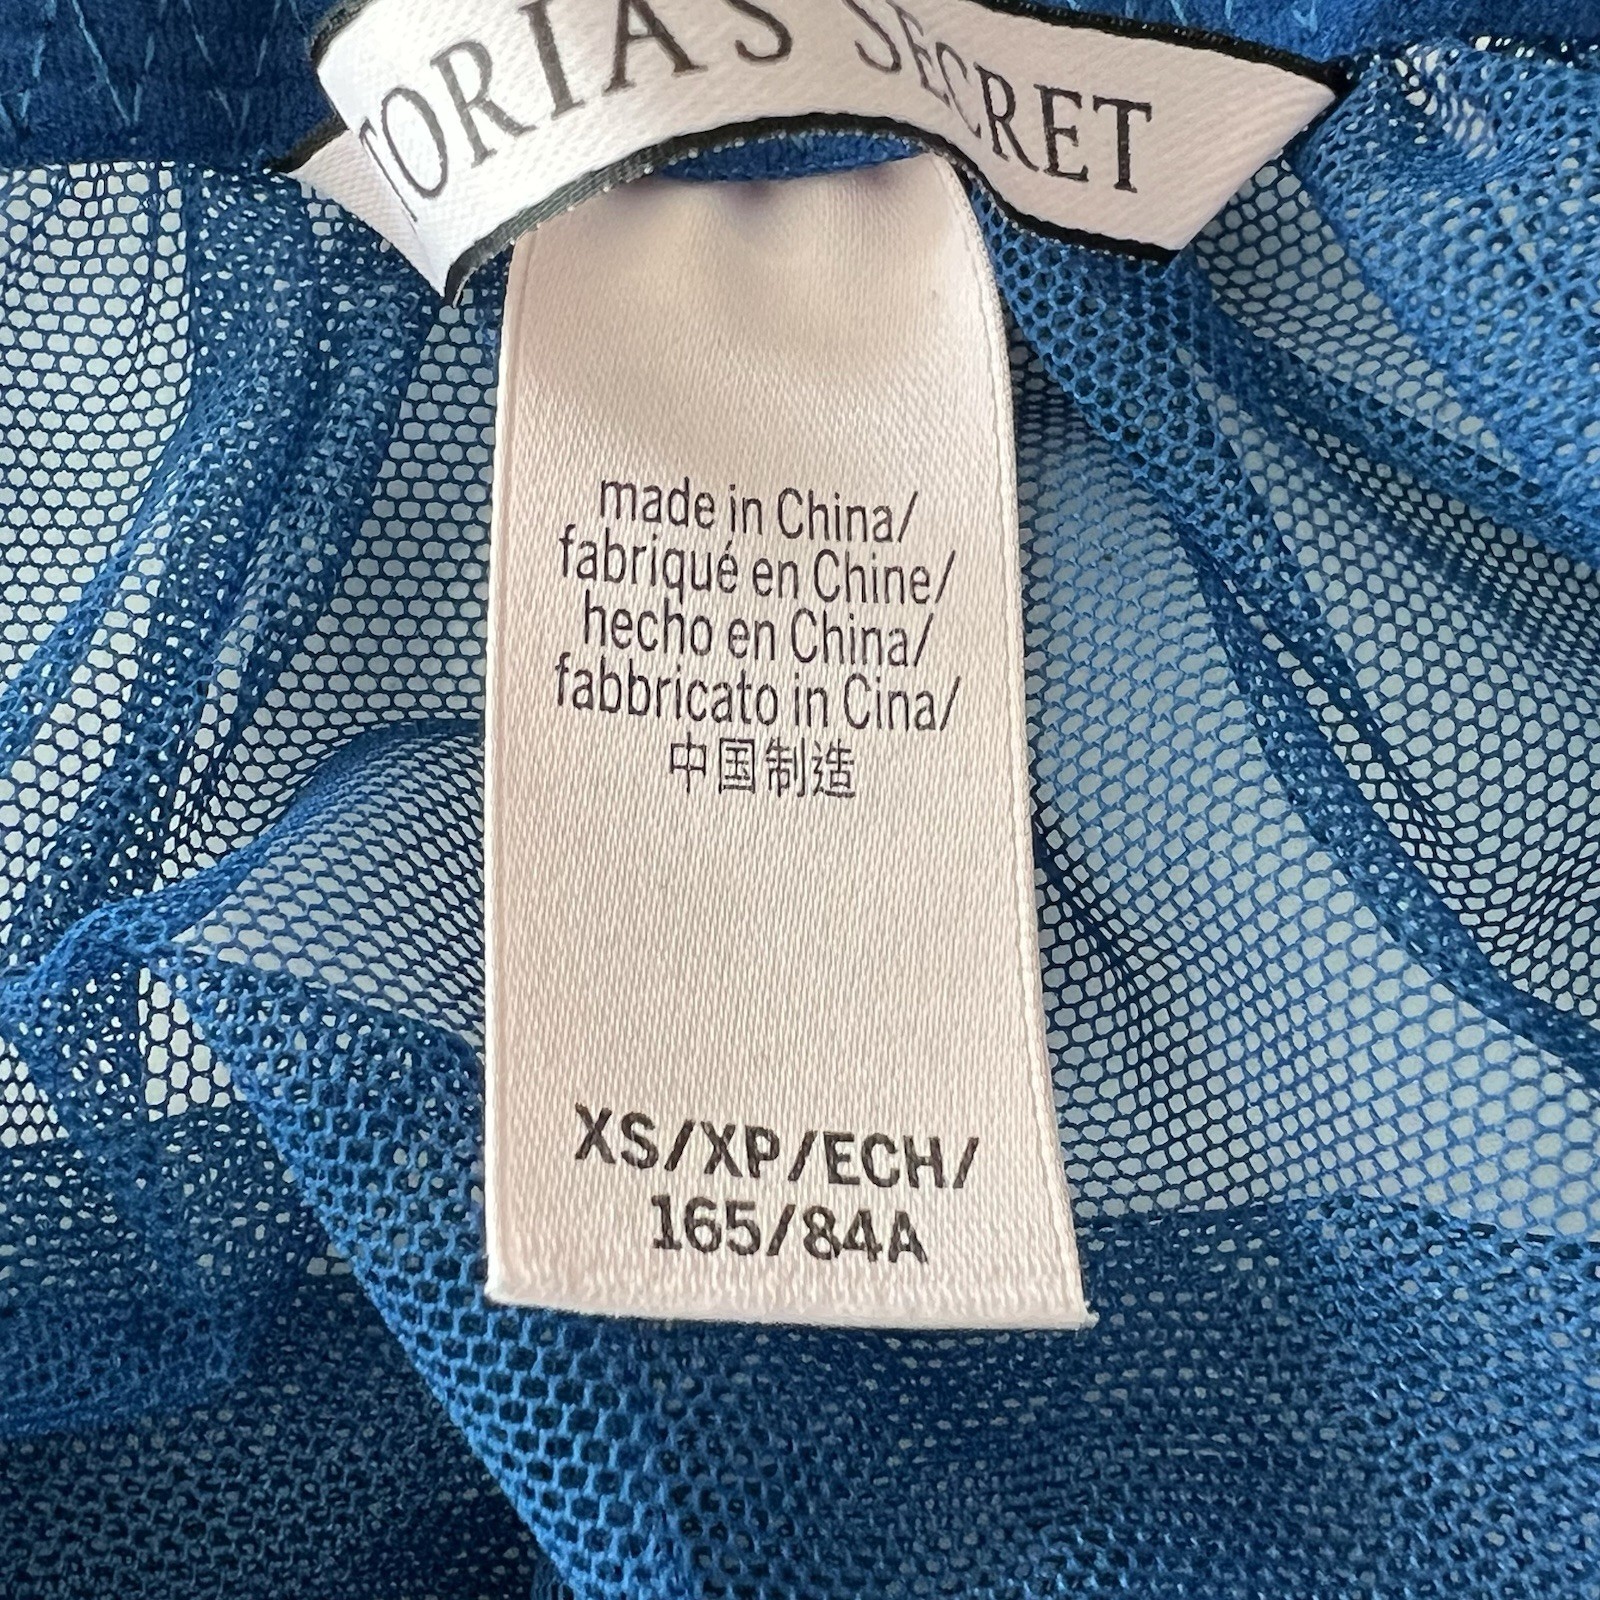 TORIA'S SECRET
made in China/
fabriqué en Chine/
hecho en China/
fabbricato in Cina/
中国制造
XS/XP/ECH/
165/84A